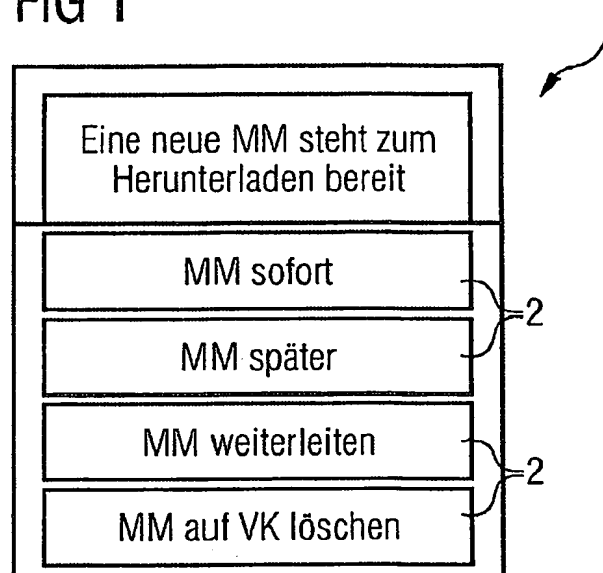 FIG 1
Eine neue MM steht zum
Herunterladen bereit
MM sofort
2
MM später
MM weiterleiten
2
MM auf VK löschen